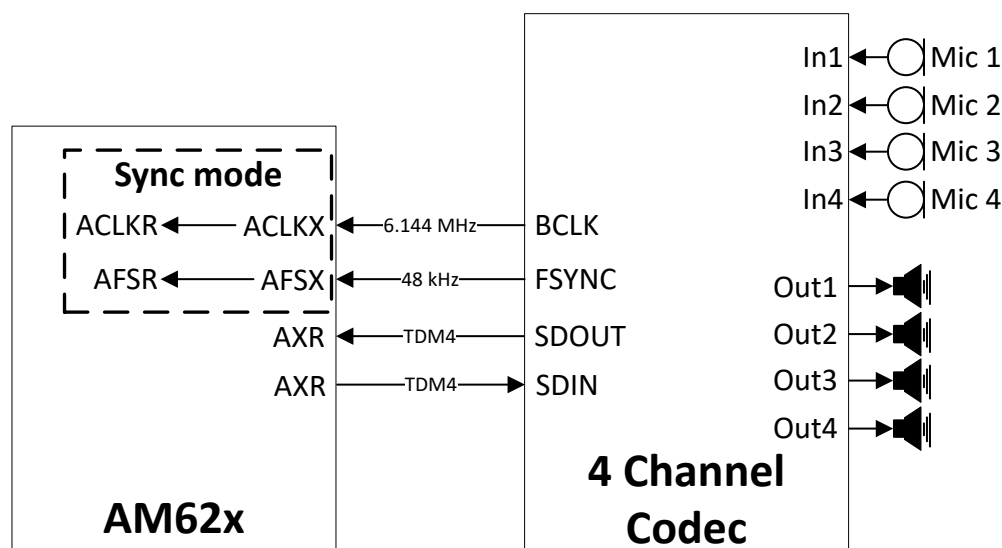 In1 Mic 1
In2 Mic 2
In3 Mic 3
In4 Mic 4
Sync mode
ACLKR ACLKX 6.144 MHz BCLK
AFSR AFSX 48 kHz FSYNC
Out1
AXR TDM4 SDOUT
Out2
AXR TDM4 SDIN
Out3
Out4
4 Channel
Codec
AM62x